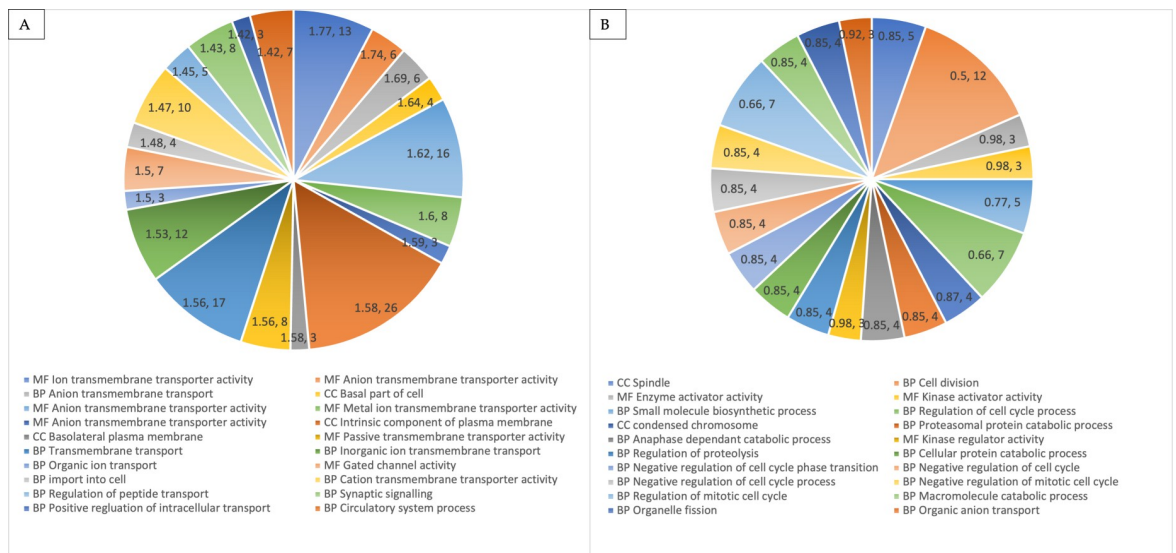 A
1.77, 13
1.74, 6
1.69, 6
1.64, 4
1.62, 16
1.6, 8
1.59, 3
1.58, 26
1.58, 3
1.56, 8
1.56, 17
1.53, 12
1.5, 3
1.5, 7
1.48, 4
1.47, 10
1.45, 5
1.43, 8
1.42, 3
1.42, 7
MF Ion transmembrane transporter activity
MF Anion transmembrane transporter activity
BP Anion transmembrane transport
CC Basal part of cell
MF Anion transmembrane transporter activity
MF Metal ion transmembrane transporter activity
MF Anion transmembrane transporter activity
CC Intrinsic component of plasma membrane
CC Basolateral plasma membrane
MF Passive transmembrane transporter activity
BP Transmembrane transport
BP Inorganic ion transmembrane transport
BP Organic ion transport
MF Gated channel activity
BP import into cell
BP Cation transmembrane transporter activity
BP Regulation of peptide transport
BP Synaptic signalling
BP Positive regluation of intracellular transport
BP Circulatory system process
B
0.85, 5
0.5, 12
0.98, 3
0.98, 3
0.77, 5
0.66, 7
0.87, 4
0.85, 4
0.85, 4
0.98, 3
0.85, 4
0.85, 4
0.85, 4
0.85, 4
0.85, 4
0.85, 4
0.66, 7
0.85, 4
0.85, 4
0.92, 3
CC Spindle
BP Cell division
MF Enzyme activator activity
MF Kinase activator activity
BP Small molecule biosynthetic process
BP Regulation of cell cycle process
CC condensed chromosome
BP Proteasomal protein catabolic process
BP Anaphase dependant catabolic process
MF Kinase regulator activity
BP Regulation of proteolysis
BP Cellular protein catabolic process
BP Negative regulation of cell cycle phase transition
BP Negative regulation of cell cycle
BP Negative regulation of cell cycle process
BP Negative regulation of mitotic cell cycle
BP Regulation of mitotic cell cycle
BP Macromolecule catabolic process
BP Organelle fission
BP Organic anion transport